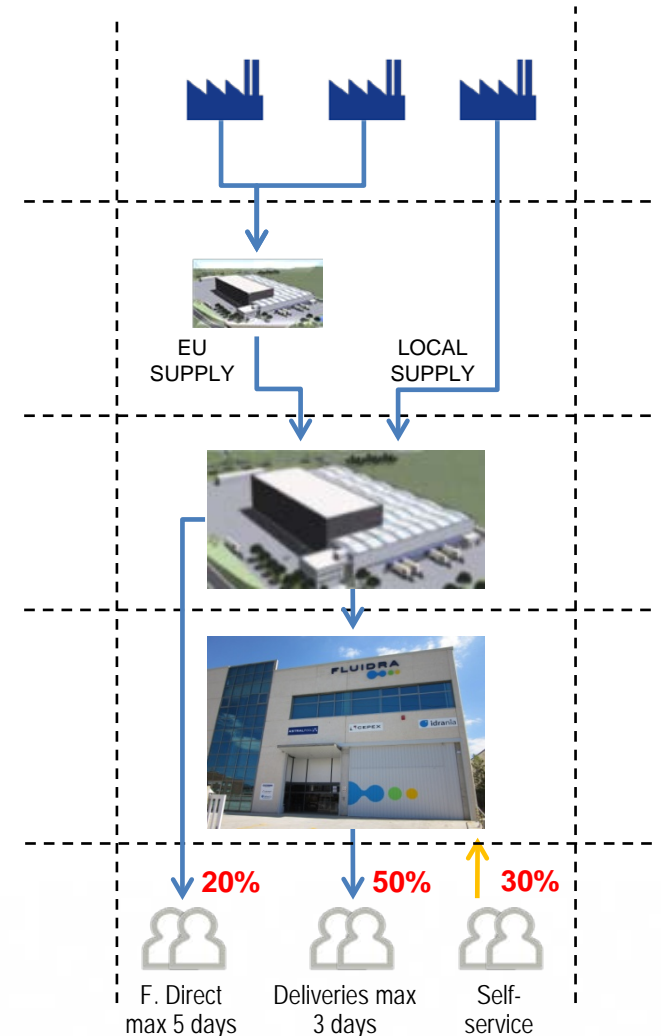 EU
SUPPLY
LOCAL
SUPPLY
FLUIDRA
CEPEX
idrania
20%
50%
30%
F. Direct
max 5 days
Deliveries max
3 days
Self-
service